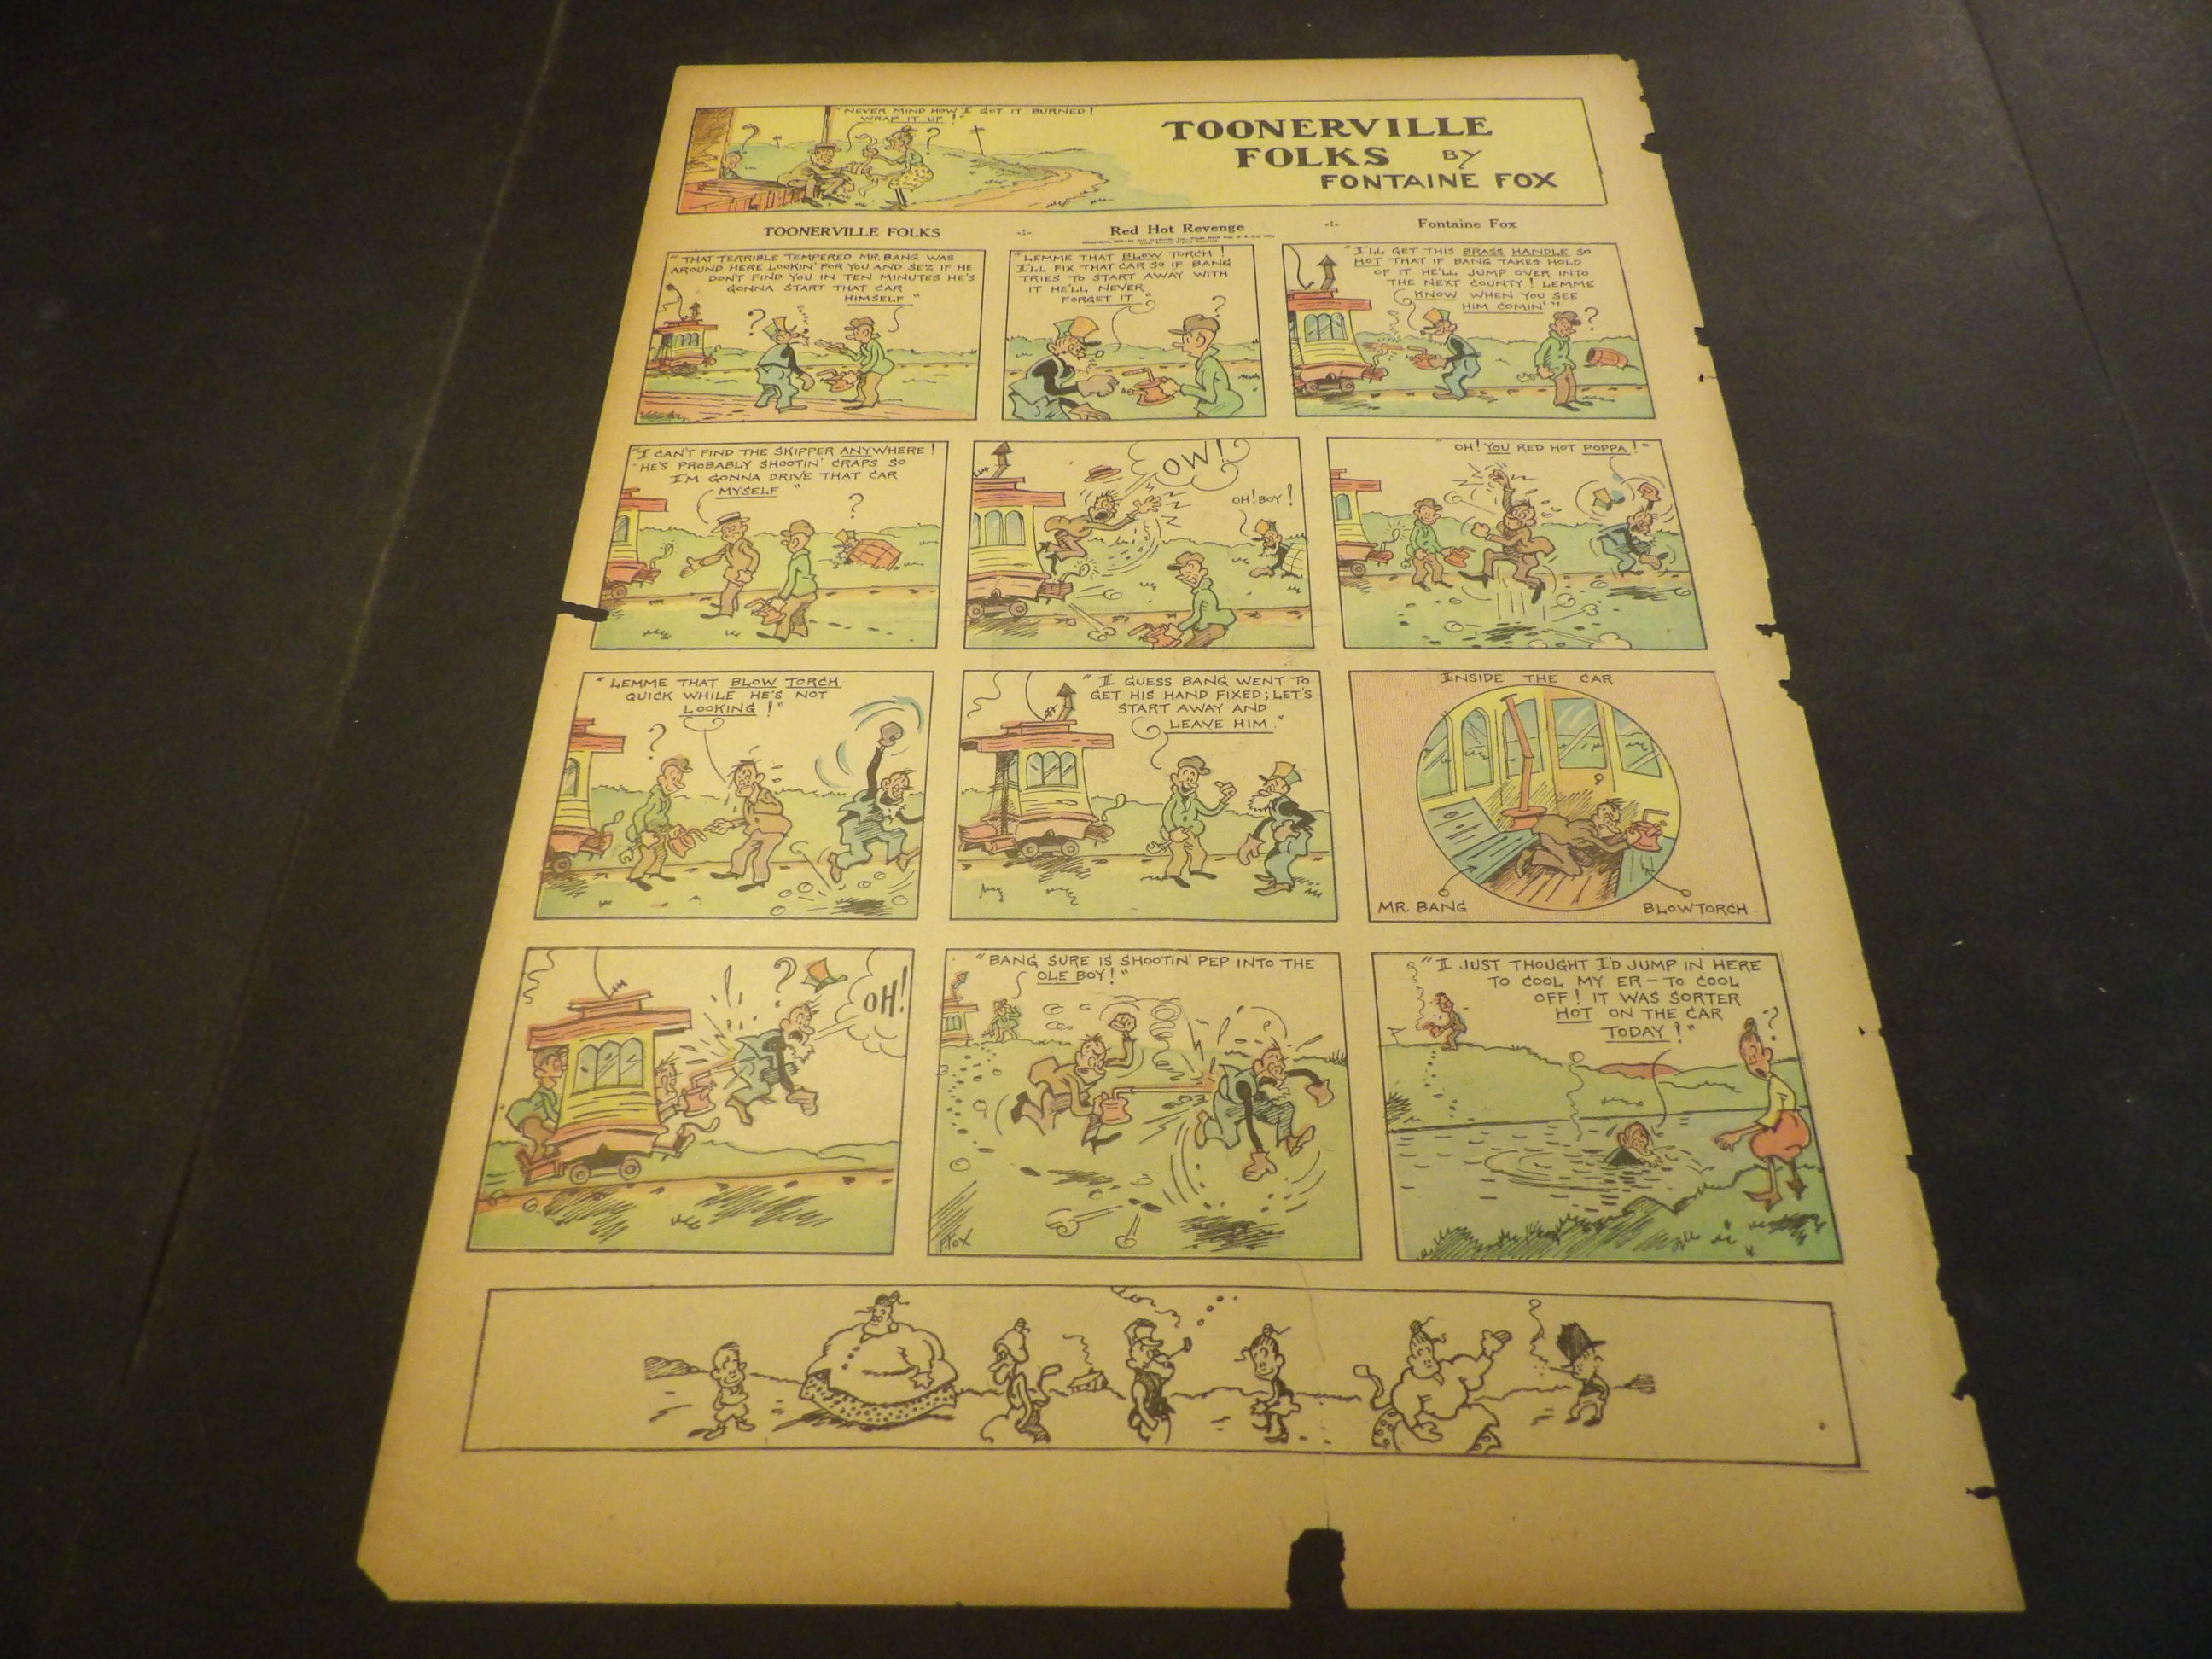 "NEVER MIND HOW I GOT IT BURNED!
WRAP IT UP!"
?
?
TOONERVILLE
FOLKS BY
FONTAINE FOX
TOONERVILLE FOLKS
Red Hot Revenge
Fontaine Fox
"THAT TERRIBLE TEMPERED MR. BANG WAS
AROUND HERE LOOKIN' FOR YOU AND SEZ IF HE
DON'T FIND YOU IN TEN MINUTES HE'S
GONNA START THAT CAR
HIMSELF"
?
"LEMME THAT BLOW TORCH!
I'LL FIX THAT CAR SO IF BANG
TRIES TO START AWAY WITH
IT HE'LL NEVER
FORGET IT"
?
"I'LL GET THIS BRASS HANDLE SO
HOT THAT IF BANG TAKES HOLD
OF IT HE'LL JUMP OVER INTO
THE NEXT COUNTY! LEMME
KNOW WHEN YOU SEE
HIM COMIN'"
?
"I CAN'T FIND THE SKIPPER ANYWHERE!
HE'S PROBABLY SHOOTIN' CRAPS SO
I'M GONNA DRIVE THAT CAR
MYSELF"
?
OW!
OH! BOY!
"OH! YOU RED HOT POPPA!"
"LEMME THAT BLOW TORCH
QUICK WHILE HE'S NOT
LOOKING!"
?
"I GUESS BANG WENT TO
GET HIS HAND FIXED; LET'S
START AWAY AND
LEAVE HIM."
INSIDE THE CAR
MR. BANG
BLOWTORCH
?
OH!
"BANG SURE IS SHOOTIN' PEP INTO THE
OLE BOY!"
F. FOX
"I JUST THOUGHT I'D JUMP IN HERE
TO COOL MY ER – TO COOL
OFF! IT WAS SORTER
HOT ON THE CAR
TODAY!"
?